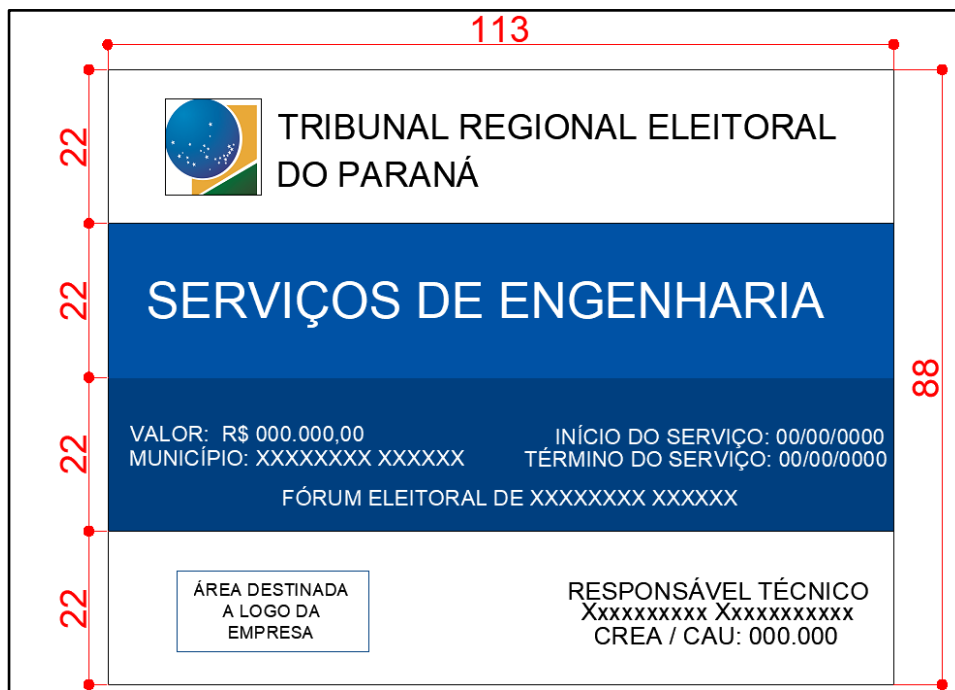 113
22
TRIBUNAL REGIONAL ELEITORAL
DO PARANÁ
22
SERVIÇOS DE ENGENHARIA
88
22
VALOR: R$ 000.000,00
MUNICÍPIO: XXXXXXXX XXXXXX
INÍCIO DO SERVIÇO: 00/00/0000
TÉRMINO DO SERVIÇO: 00/00/0000
FÓRUM ELEITORAL DE XXXXXXXX XXXXXX
22
ÁREA DESTINADA
A LOGO DA
EMPRESA
RESPONSÁVEL TÉCNICO
Xxxxxxxxxx Xxxxxxxxxxx
CREA / CAU: 000.000